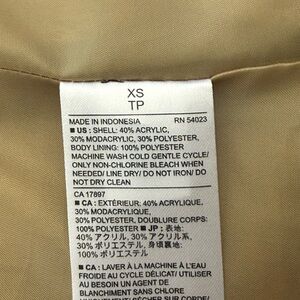 XS
TP
MADE IN INDONESIA RN 54023
■ US : SHELL: 40% ACRYLIC,
30% MODACRYLIC, 30% POLYESTER,
BODY LINING: 100% POLYESTER
MACHINE WASH COLD GENTLE CYCLE/
ONLY NON-CHLORINE BLEACH WHEN
NEEDED/ LINE DRY/ DO NOT IRON/ DO
NOT DRY CLEAN
CA 17897
■ CA : EXTÉRIEUR: 40% ACRYLIQUE,
30% MODACRYLIQUE,
30% POLYESTER, DOUBLURE CORPS:
100% POLYESTER ■ JP : 表地:
40% アクリル, 30% アクリル系,
30% ポリエステル, 身頃裏地:
100% ポリエステル
■ CA : LAVER À LA MACHINE À L'EAU
FROIDE AU CYCLE DÉLICAT/ UTILISER
AU BESOIN UN AGENT DE
BLANCHIMENT SANS CHLORE